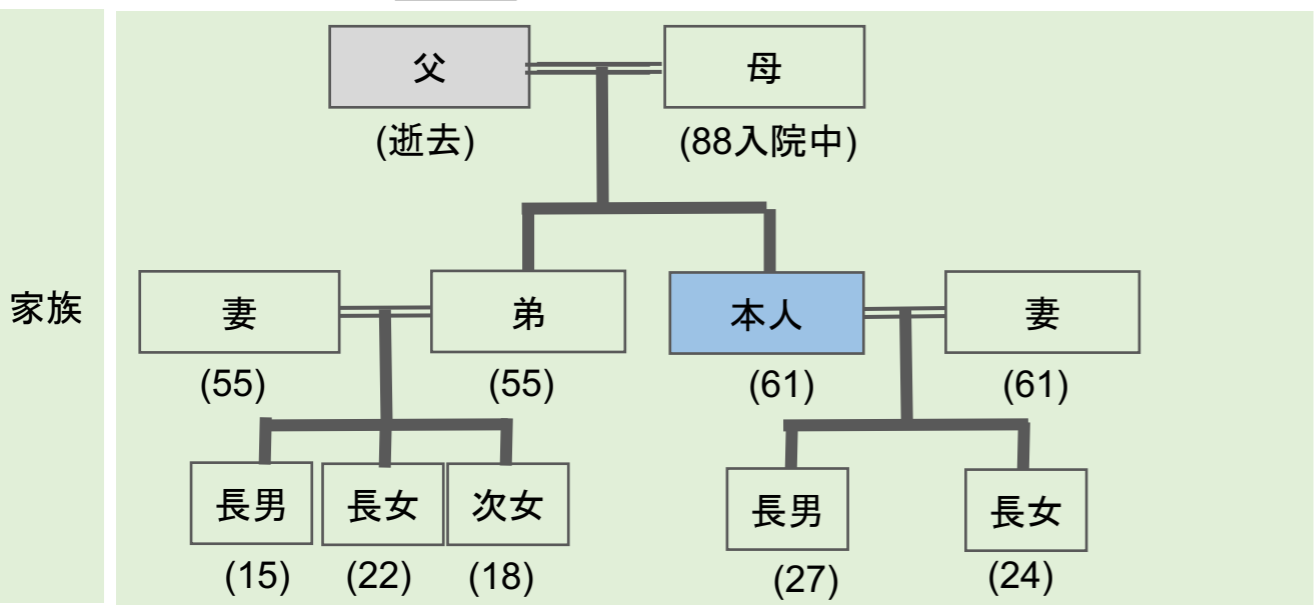 家族
父
母
(逝去)
(88入院中)
妻
弟
本人
妻
(55)
(55)
(61)
(61)
長男
長女
次女
長男
長女
(15)
(22)
(18)
(27)
(24)